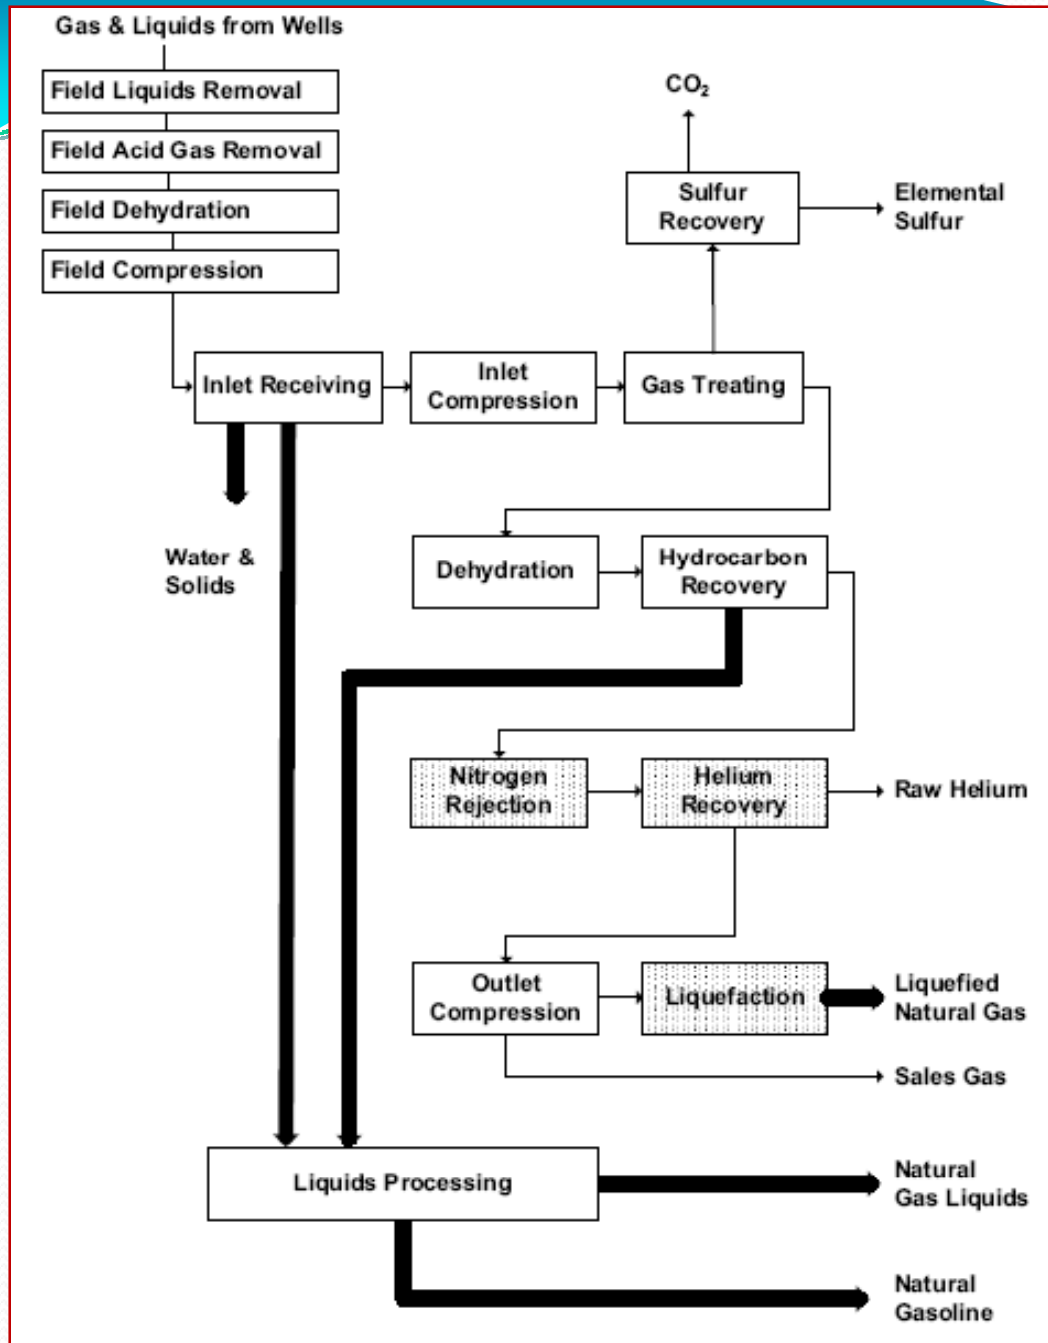 Gas & Liquids from Wells
Field Liquids Removal
Field Acid Gas Removal
Field Dehydration
Field Compression
CO₂
Sulfur
Recovery
Elemental
Sulfur
Inlet Receiving
Inlet
Compression
Gas Treating
Water &
Solids
Dehydration
Hydrocarbon
Recovery
Nitrogen
Rejection
Helium
Recovery
Raw Helium
Outlet
Compression
Liquefaction
Liquefied
Natural Gas
Sales Gas
Liquids Processing
Natural
Gas Liquids
Natural
Gasoline